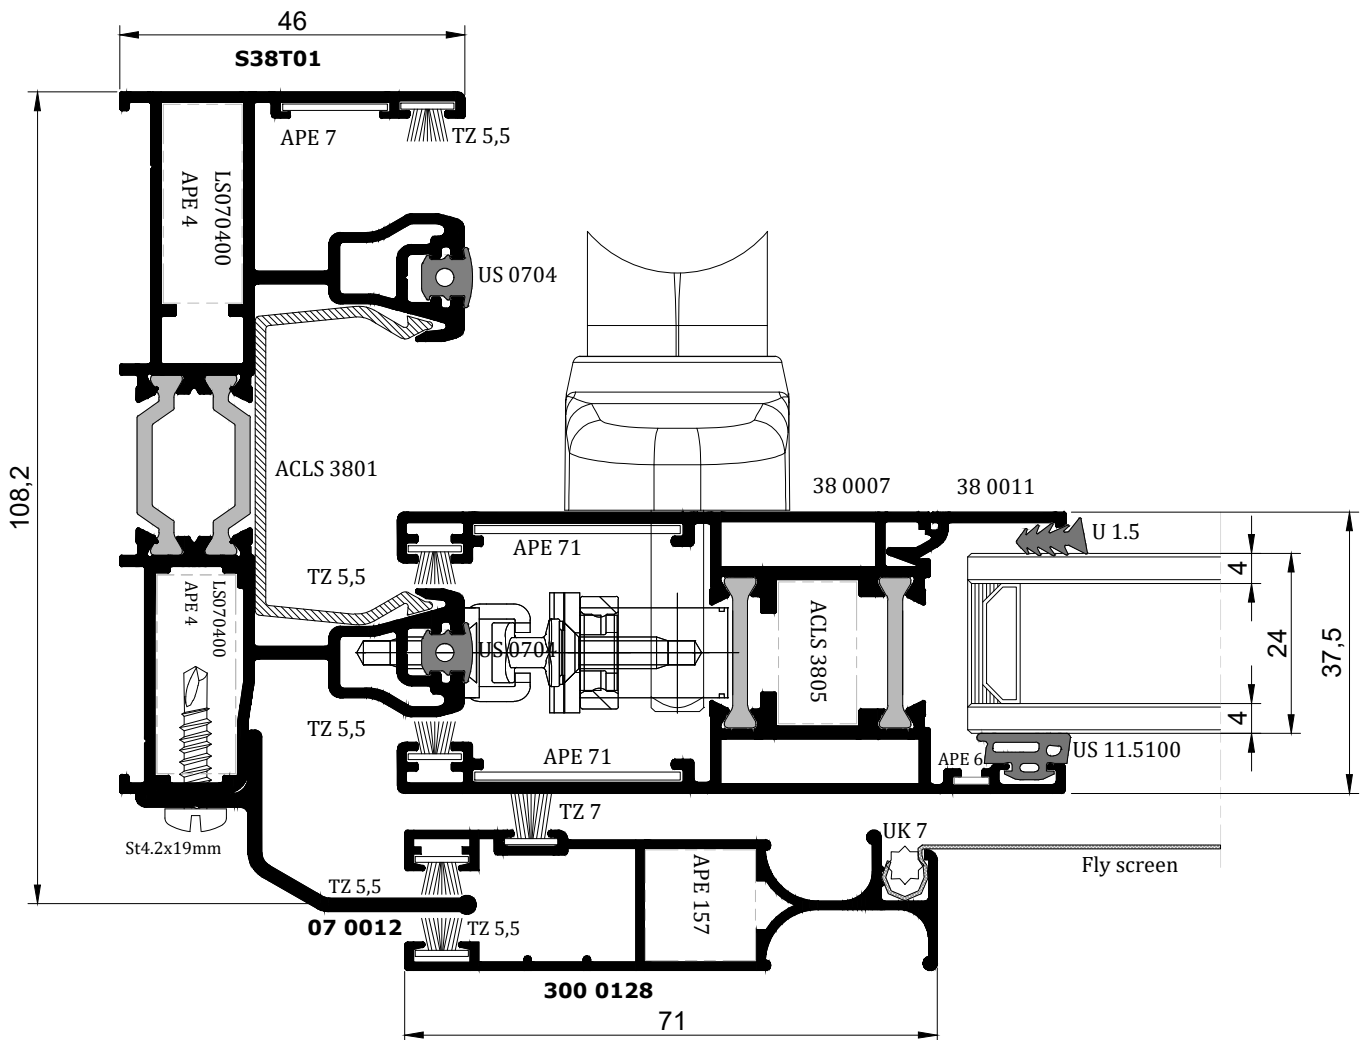 46
S38T01
APE 7
TZ 5,5
LS070400
APE 4
US 0704
108,2
ACLS 3801
38 0007
38 0011
U 1.5
APE 71
TZ 5,5
4
LS070400
APE 4
US 0704
ACLS 3805
24
37,5
TZ 5,5
4
APE 71
APE 6
US 11.5100
TZ 7
St4.2x19mm
UK 7
Fly screen
APE 157
TZ 5,5
07 0012
TZ 5,5
300 0128
71